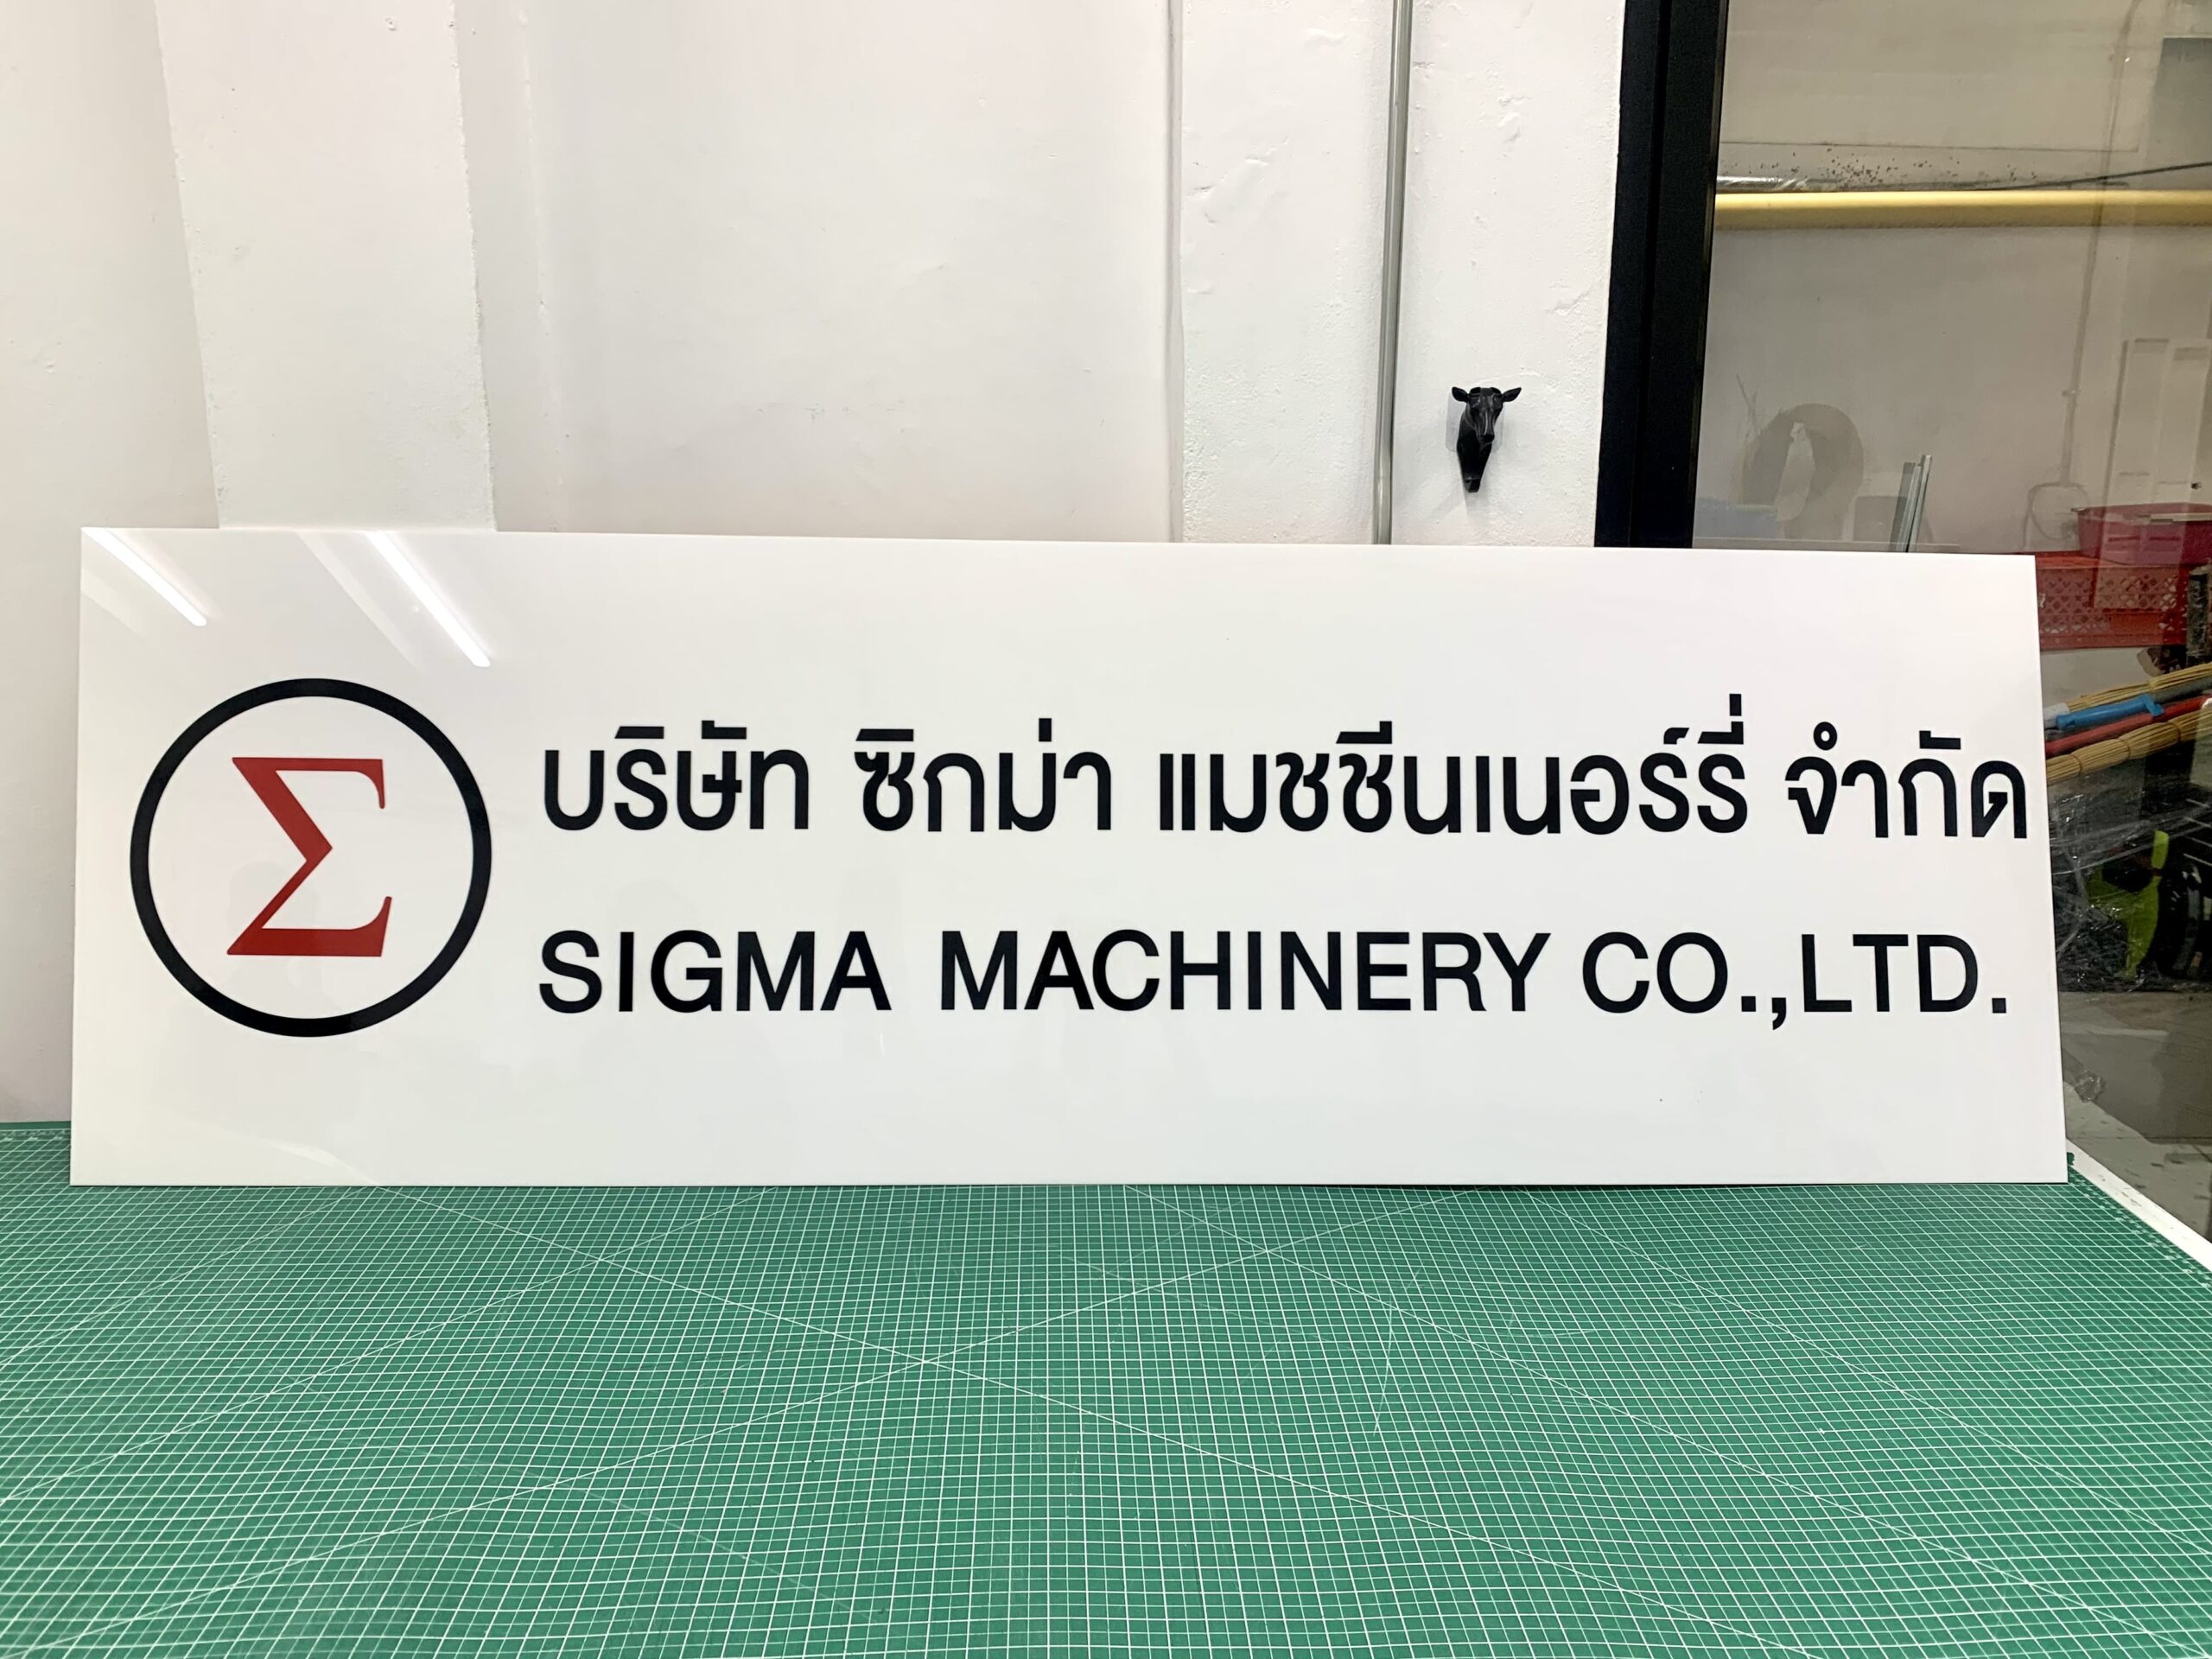 Σ
บริษัท ซิกม่า แมชชีนเนอร์รี่ จำกัด
SIGMA MACHINERY CO.,LTD.